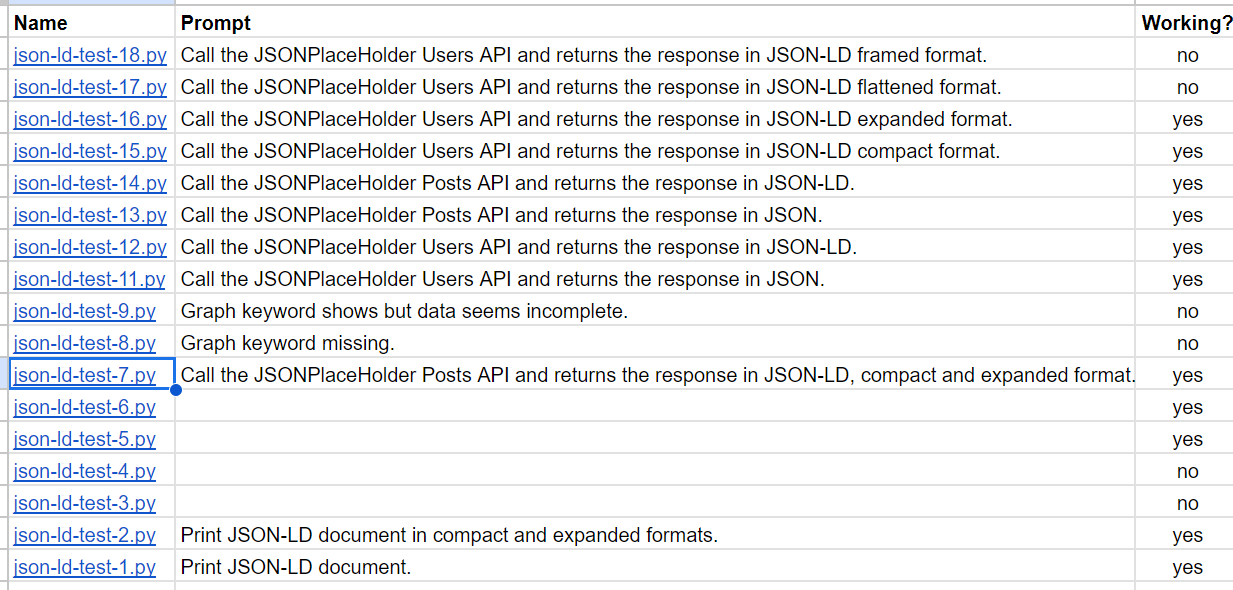 Name Prompt Working?
json-ld-test-18.py Call the JSONPlaceHolder Users API and returns the response in JSON-LD framed format. no
json-ld-test-17.py Call the JSONPlaceHolder Users API and returns the response in JSON-LD flattened format. no
json-ld-test-16.py Call the JSONPlaceHolder Users API and returns the response in JSON-LD expanded format. yes
json-ld-test-15.py Call the JSONPlaceHolder Users API and returns the response in JSON-LD compact format. yes
json-ld-test-14.py Call the JSONPlaceHolder Posts API and returns the response in JSON-LD. yes
json-ld-test-13.py Call the JSONPlaceHolder Posts API and returns the response in JSON. yes
json-ld-test-12.py Call the JSONPlaceHolder Users API and returns the response in JSON-LD. yes
json-ld-test-11.py Call the JSONPlaceHolder Users API and returns the response in JSON. yes
json-ld-test-9.py Graph keyword shows but data seems incomplete. no
json-ld-test-8.py Graph keyword missing. no
json-ld-test-7.py Call the JSONPlaceHolder Posts API and returns the response in JSON-LD, compact and expanded format. yes
json-ld-test-6.py yes
json-ld-test-5.py yes
json-ld-test-4.py no
json-ld-test-3.py no
json-ld-test-2.py Print JSON-LD document in compact and expanded formats. yes
json-ld-test-1.py Print JSON-LD document. yes